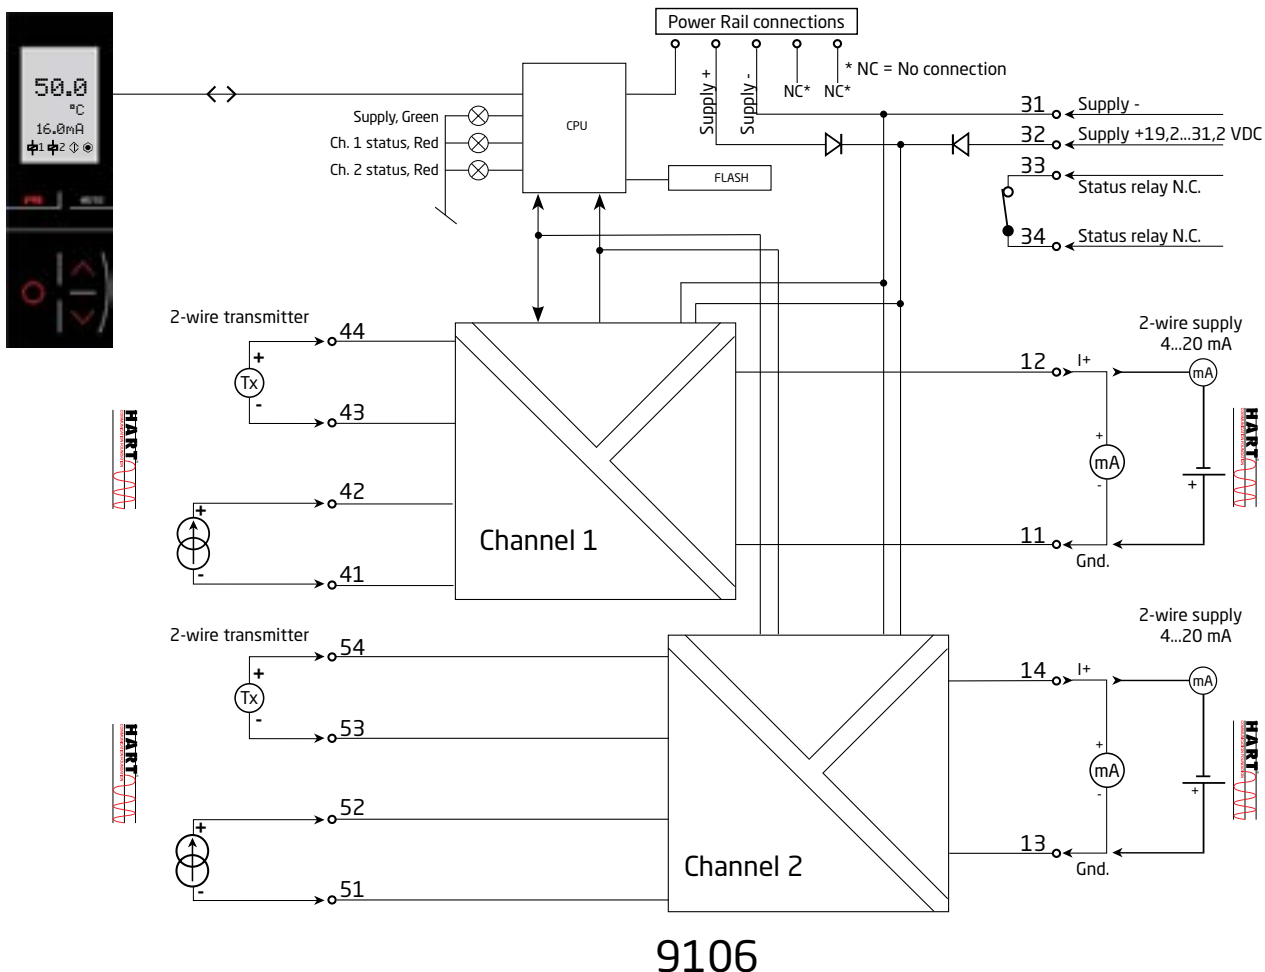 Power Rail connections
* NC = No connection
Supply +
Supply -
NC*
NC*
50.0
°C
16.0mA
1 2
CPU
Supply, Green
Ch. 1 status, Red
Ch. 2 status, Red
FLASH
31 Supply -
32 Supply +19,2...31,2 VDC
33
Status relay N.C.
34 Status relay N.C.
2-wire transmitter
44
+
Tx
-
43
HART
42
+
-
41
Channel 1
2-wire supply
4...20 mA
12 I+
mA
+
mA
-
+
11
Gnd.
HART
2-wire transmitter
54
+
Tx
-
53
HART
52
+
-
51
Channel 2
2-wire supply
4...20 mA
14 I+
mA
+
mA
-
+
13
Gnd.
HART
9106